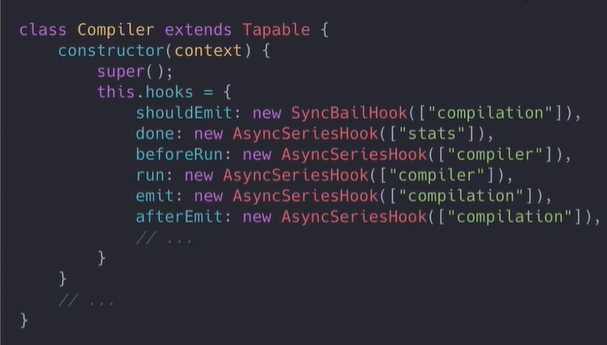 class Compiler extends Tapable {
    constructor(context) {
        super();
        this.hooks = {
            shouldEmit: new SyncBailHook(["compilation"]),
            done: new AsyncSeriesHook(["stats"]),
            beforeRun: new AsyncSeriesHook(["compiler"]),
            run: new AsyncSeriesHook(["compiler"]),
            emit: new AsyncSeriesHook(["compilation"]),
            afterEmit: new AsyncSeriesHook(["compilation"]),
            // ...
        }
    }
    // ...
}